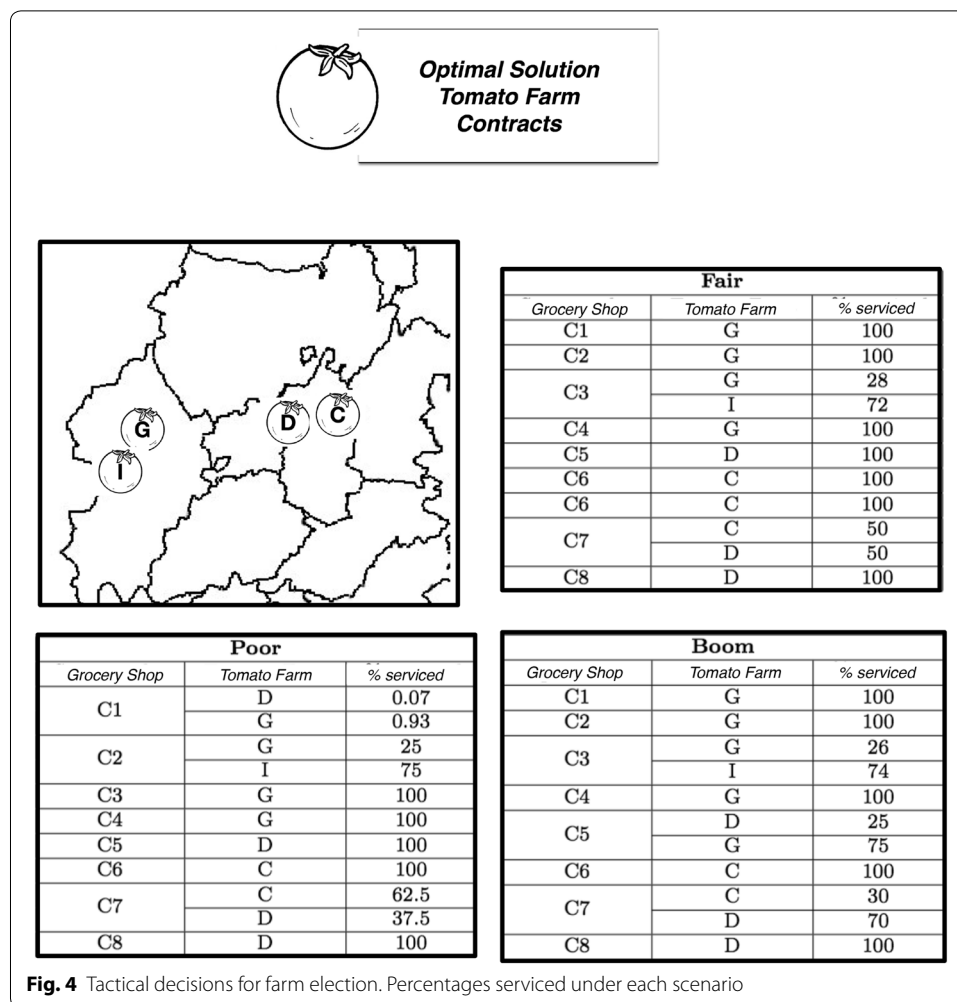 Optimal Solution
Tomato Farm
Contracts
G
I
D
C
Fair
Grocery Shop Tomato Farm % serviced
C1 G 100
C2 G 100
C3 G 28
I 72
C4 G 100
C5 D 100
C6 C 100
C6 C 100
C7 C 50
D 50
C8 D 100
Poor
Grocery Shop Tomato Farm % serviced
C1 D 0.07
G 0.93
C2 G 25
I 75
C3 G 100
C4 G 100
C5 D 100
C6 C 100
C7 C 62.5
D 37.5
C8 D 100
Boom
Grocery Shop Tomato Farm % serviced
C1 G 100
C2 G 100
C3 G 26
I 74
C4 G 100
C5 D 25
G 75
C6 C 100
C7 C 30
D 70
C8 D 100
Fig. 4 Tactical decisions for farm election. Percentages serviced under each scenario